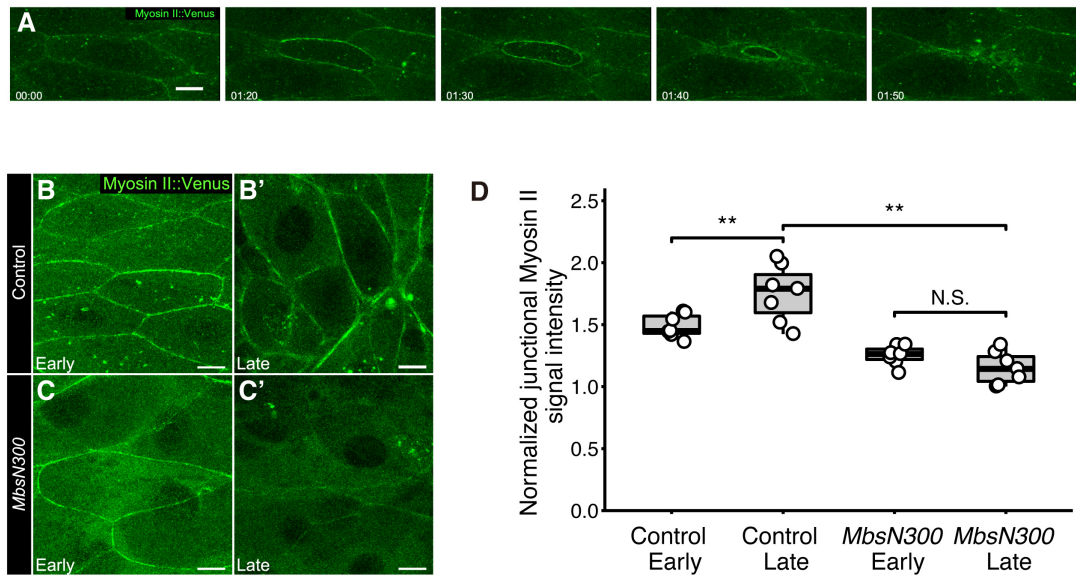 A
Myosin II::Venus
00:00
01:20
01:30
01:40
01:50
Control
B
Myosin II::Venus
Early
B'
Late
MbsN300
C
Early
C'
Late
D
Normalized junctional Myosin II
signal intensity
2.5
2.0
1.5
1.0
0.5
0.0
**
**
N.S.
Control
Early
Control
Late
MbsN300
Early
MbsN300
Late